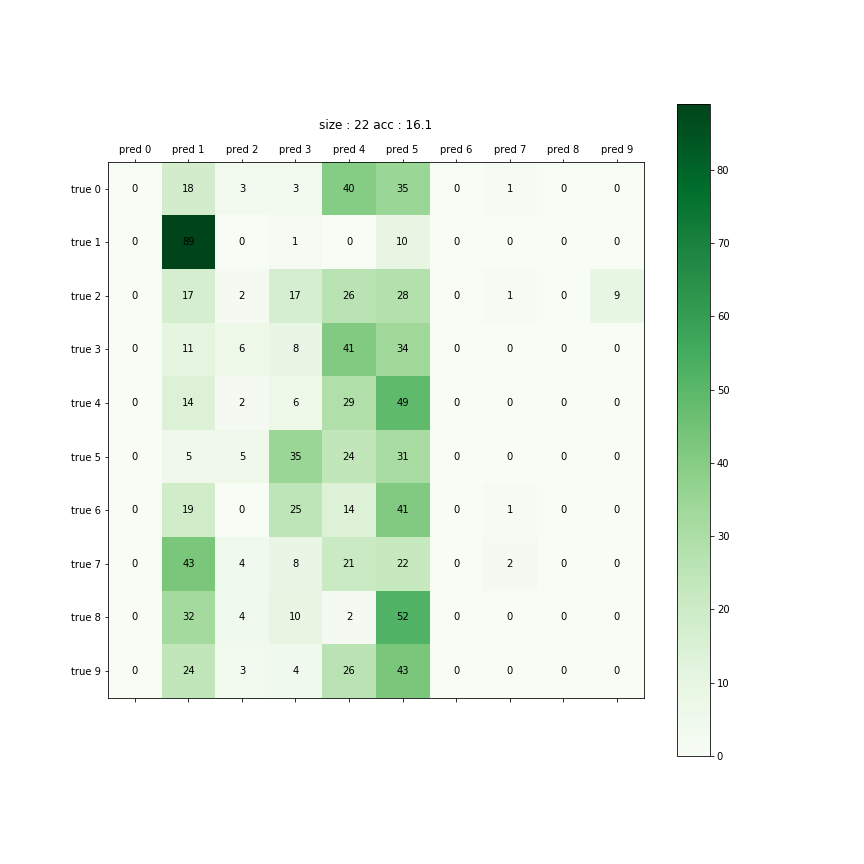 size : 22 acc : 16.1
pred 0 pred 1 pred 2 pred 3 pred 4 pred 5 pred 6 pred 7 pred 8 pred 9
true 0 0 18 3 3 40 35 0 1 0 0
true 1 0 89 0 1 0 10 0 0 0 0
true 2 0 17 2 17 26 28 0 1 0 9
true 3 0 11 6 8 41 34 0 0 0 0
true 4 0 14 2 6 29 49 0 0 0 0
true 5 0 5 5 35 24 31 0 0 0 0
true 6 0 19 0 25 14 41 0 1 0 0
true 7 0 43 4 8 21 22 0 2 0 0
true 8 0 32 4 10 2 52 0 0 0 0
true 9 0 24 3 4 26 43 0 0 0 0
80
70
60
50
40
30
20
10
0